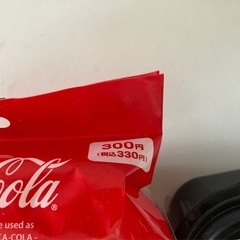 300円
(税込330円)
Cola
e used as
CA-COLA -